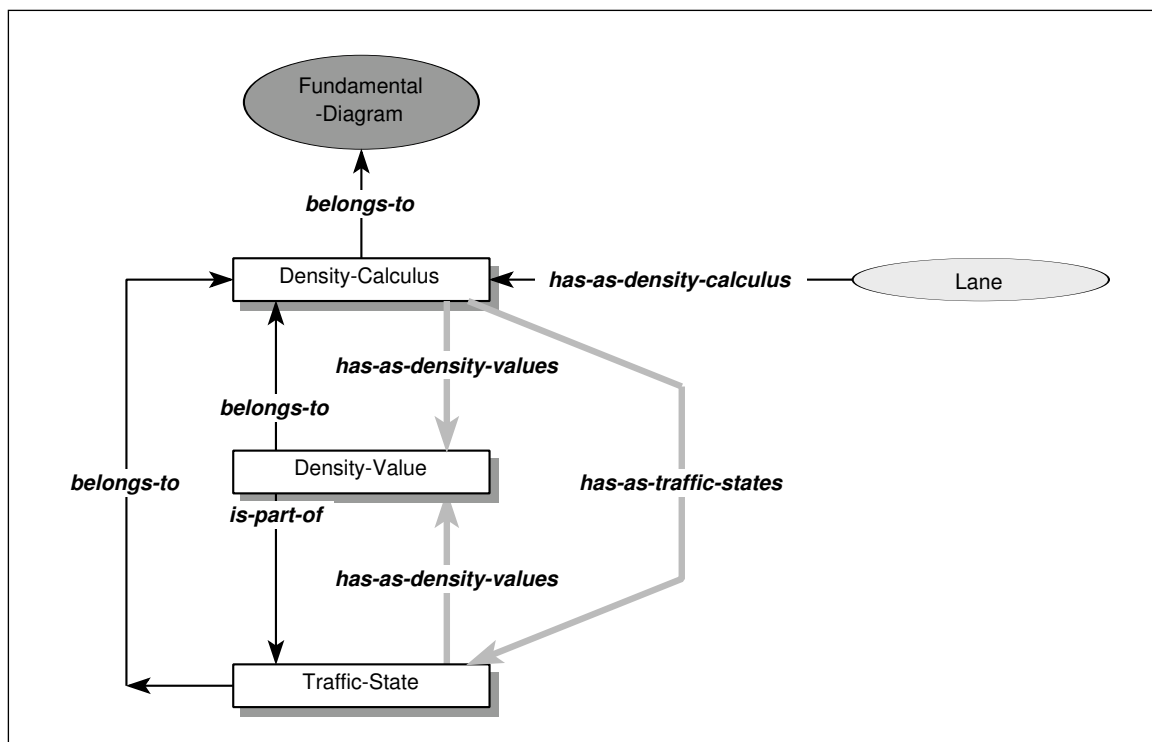 Fundamental
-Diagram
belongs-to
Density-Calculus
has-as-density-calculus
Lane
has-as-density-values
belongs-to
Density-Value
belongs-to
has-as-traffic-states
is-part-of
has-as-density-values
Traffic-State